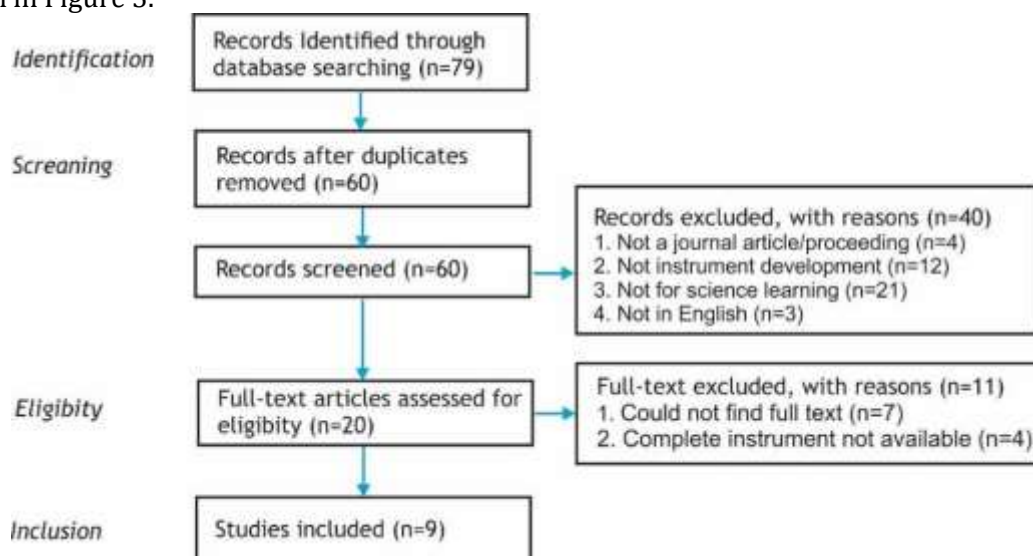 in Figure 3.
Identification
Records Identified through
database searching (n=79)
Screaning
Records after duplicates
removed (n=60)
Records screened (n=60)
Records excluded, with reasons (n=40)
1. Not a journal article/proceeding (n=4)
2. Not instrument development (n=12)
3. Not for science learning (n=21)
4. Not in English (n=3)
Eligibity
Full-text articles assessed for
eligibity (n=20)
Full-text excluded, with reasons (n=11)
1. Could not find full text (n=7)
2. Complete instrument not available (n=4)
Inclusion
Studies included (n=9)